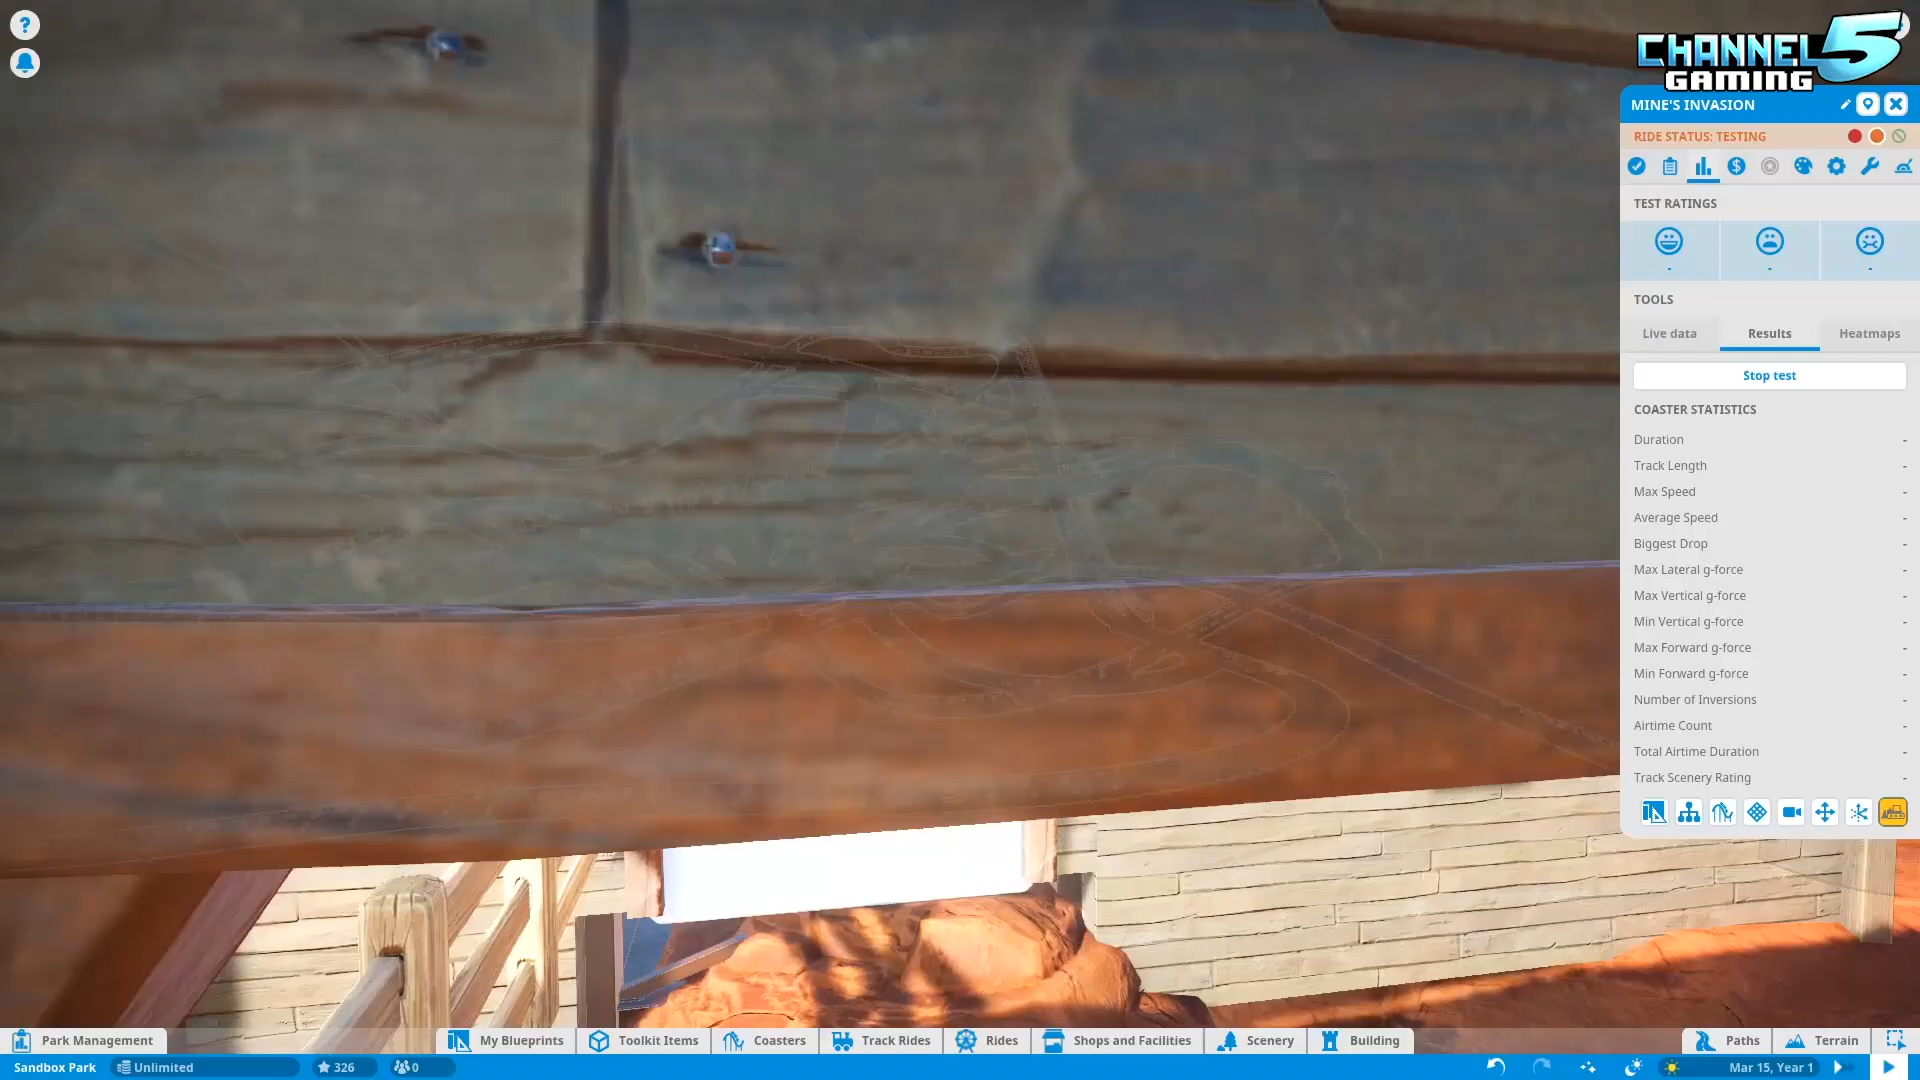 CHANNEL 5
GAMING
MINE'S INVASION
RIDE STATUS: TESTING
TEST RATINGS
- - -
TOOLS
Live data Results Heatmaps
Stop test
COASTER STATISTICS
Duration -
Track Length -
Max Speed -
Average Speed -
Biggest Drop -
Max Lateral g-force -
Max Vertical g-force -
Min Vertical g-force -
Max Forward g-force -
Min Forward g-force -
Number of Inversions -
Airtime Count -
Total Airtime Duration -
Track Scenery Rating -
Park Management My Blueprints Toolkit Items Coasters Track Rides Rides Shops and Facilities Scenery Building Paths Terrain
Sandbox Park Unlimited 326 0 Mar 15, Year 1